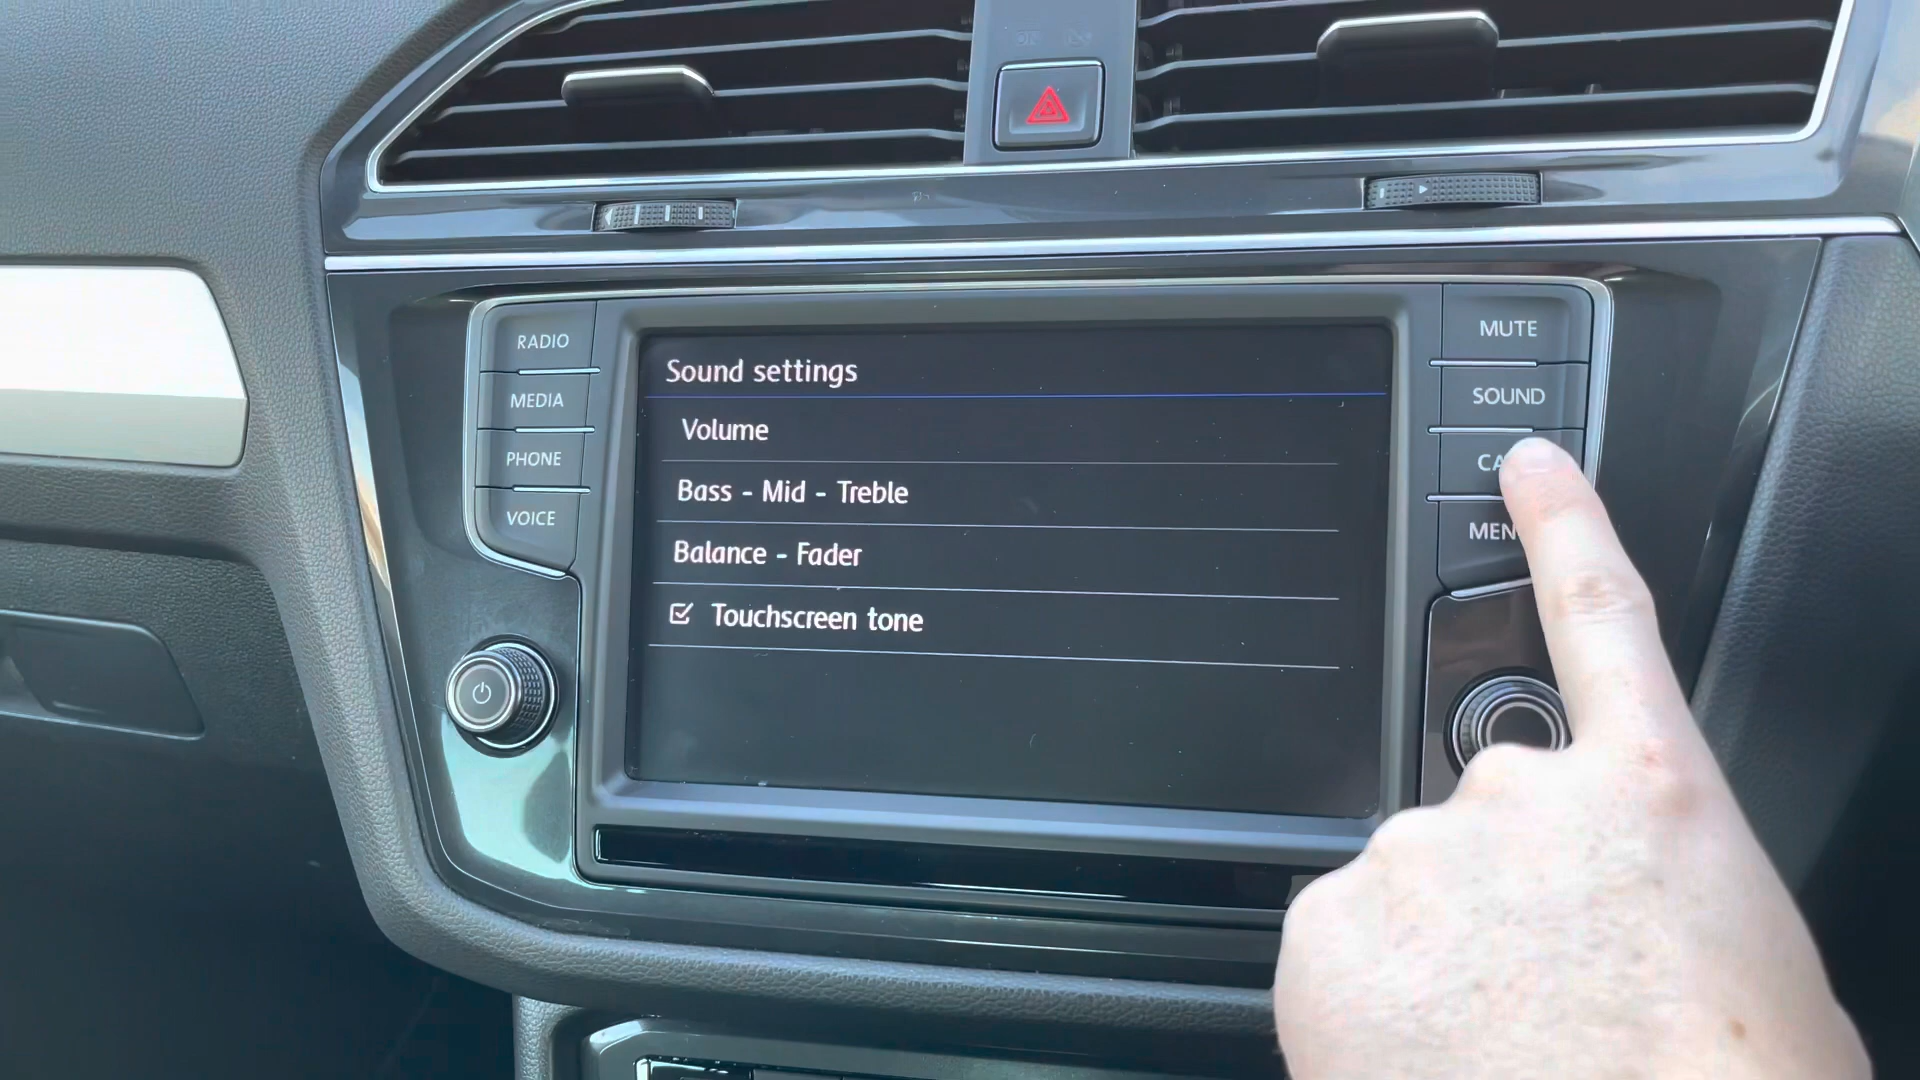 RADIO
MEDIA
PHONE
VOICE
Sound settings
Volume
Bass - Mid - Treble
Balance - Fader
Touchscreen tone
MUTE
SOUND